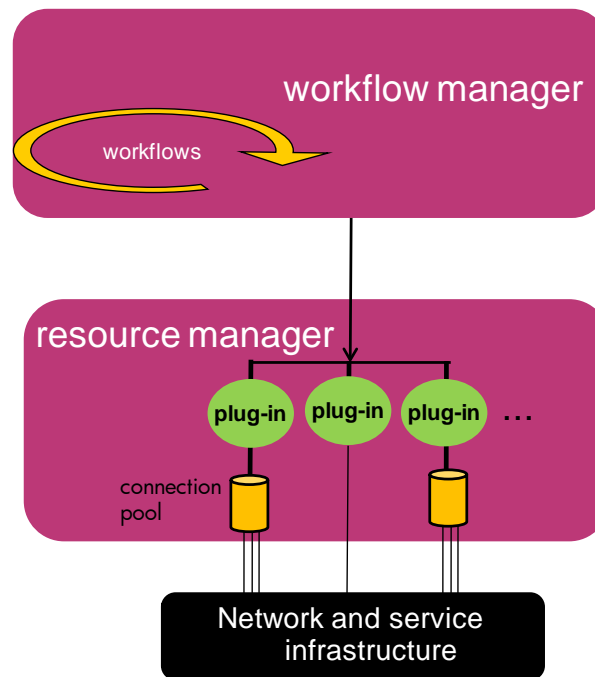 workflow manager
workflows
resource manager
plug-in plug-in plug-in ...
connection
pool
Network and service
infrastructure